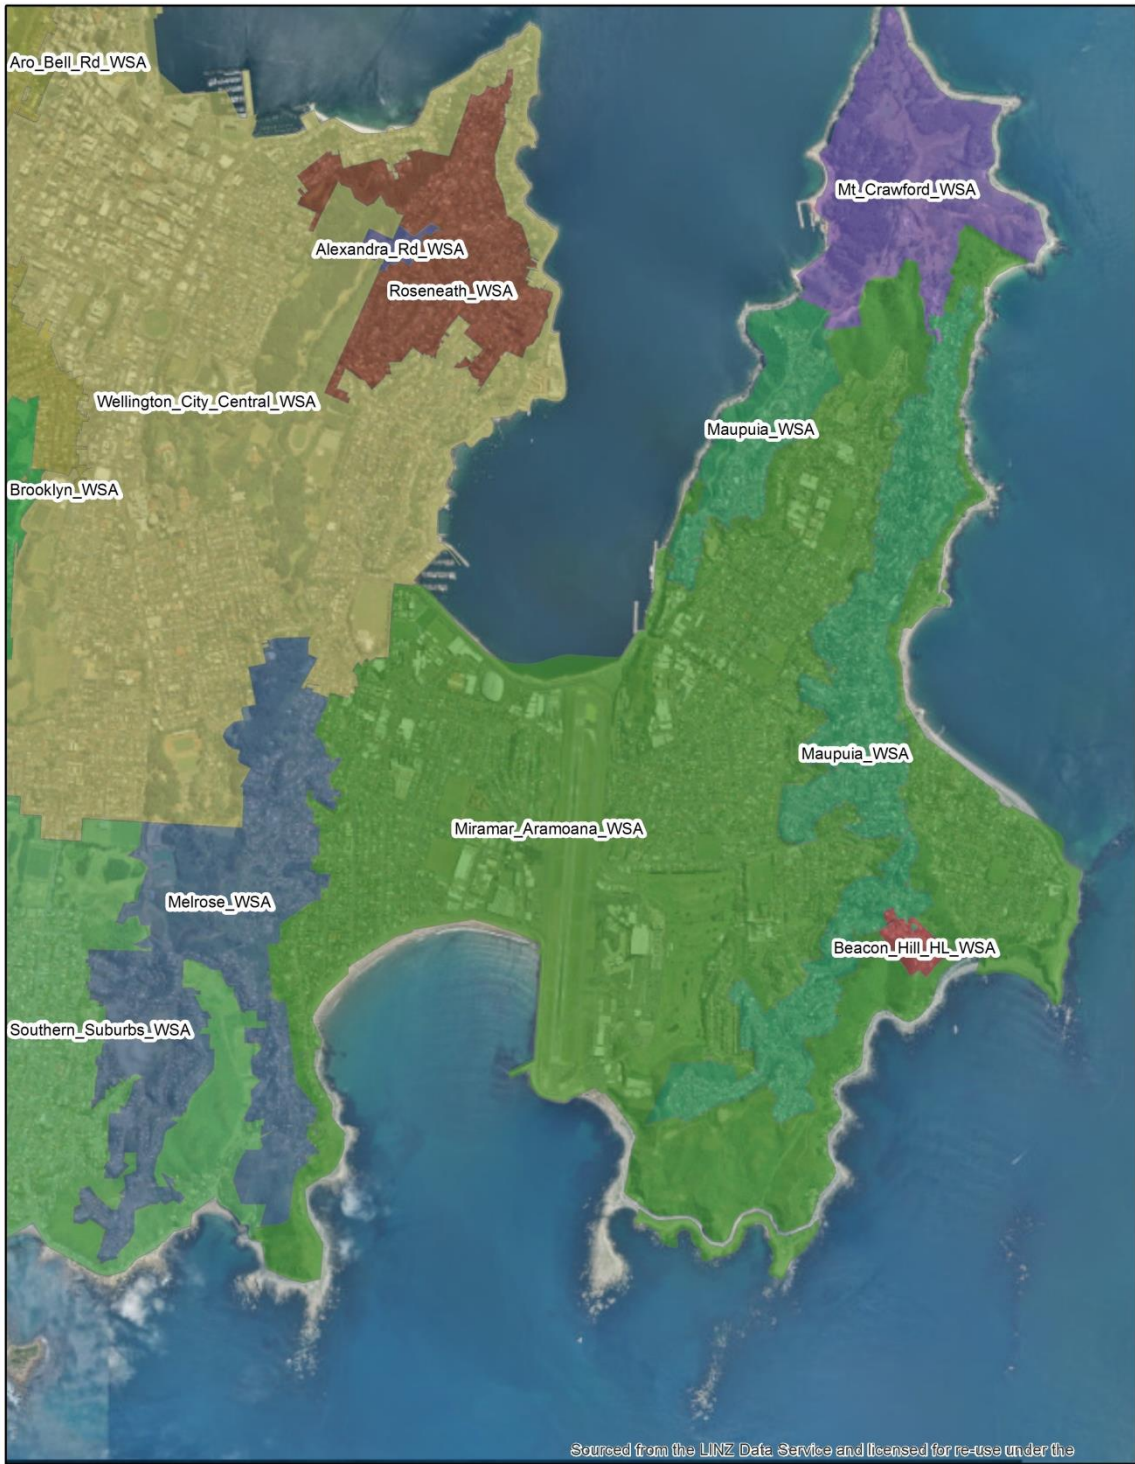 Aro_Bell_Rd_WSA
Mt_Crawford_WSA
Alexandra_Rd_WSA
Roseneath_WSA
Wellington_City_Central_WSA
Maupuia_WSA
Brooklyn_WSA
Maupuia_WSA
Miramar_Aramoana_WSA
Melrose_WSA
Beacon_Hill_HL_WSA
Southern_Suburbs_WSA
Sourced from the LINZ Data Service and licensed for re-use under the